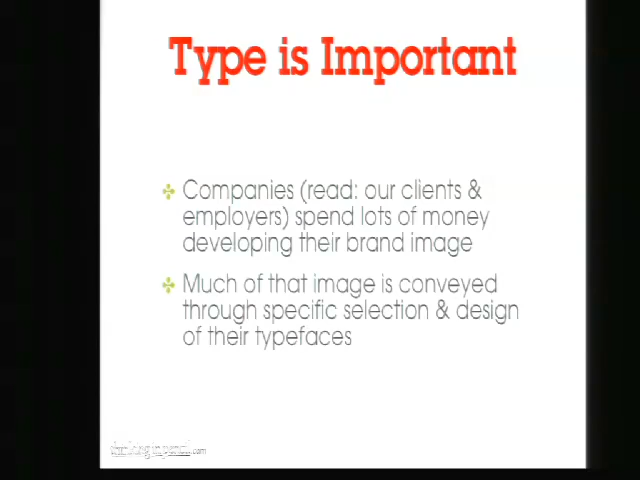 Type is Important
Companies (read: our clients &
employers) spend lots of money
developing their brand image
Much of that image is conveyed
through specific selection & design
of their typefaces